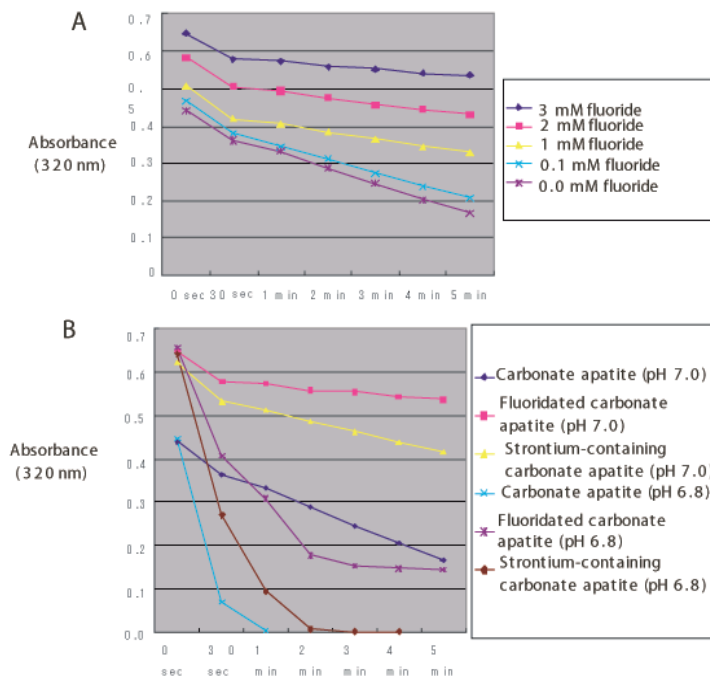 A
0.7
0.6
0.
5
0.4
0.3
0.2
0.1
0
Absorbance
(320 nm)
0 sec 30 sec 1 min 2 min 3 min 4 min 5 min
3 mM fluoride
2 mM fluoride
1 mM fluoride
0.1 mM fluoride
0.0 mM fluoride
B
0.7
0.6
0.5
0.4
0.3
0.2
0.1
0.0
Absorbance
(320 nm)
0 30 1 2 3 4 5
sec sec min min min min min
Carbonate apatite (pH 7.0)
Fluoridated carbonate
apatite (pH 7.0)
Strontium-containing
carbonate apatite (pH 7.0)
Carbonate apatite (pH 6.8)
Fluoridated carbonate
apatite (pH 6.8)
Strontium-containing
carbonate apatite (pH 6.8)